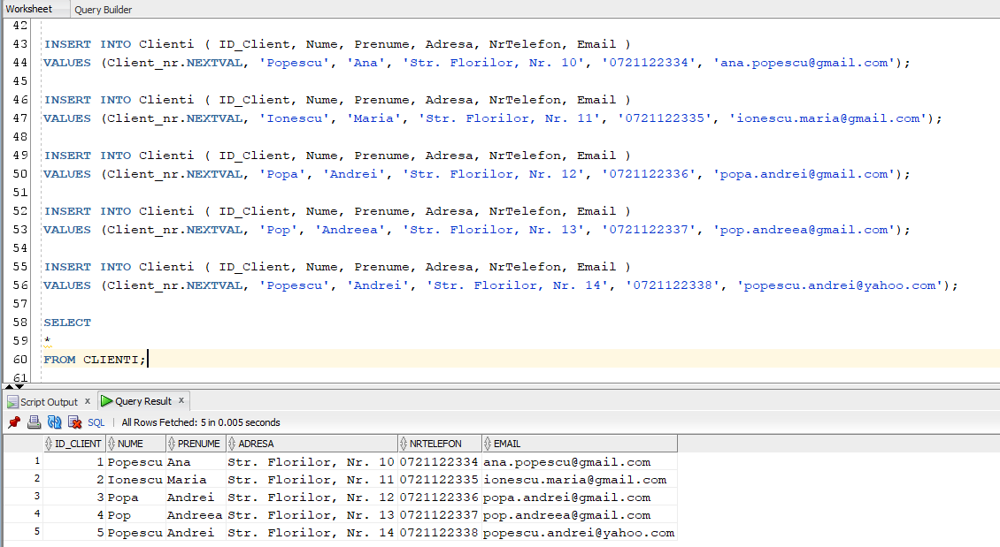 Worksheet Query Builder
42
43 INSERT INTO Clienti ( ID_Client, Nume, Prenume, Adresa, NrTelefon, Email )
44 VALUES (Client_nr.NEXTVAL, 'Popescu', 'Ana', 'Str. Florilor, Nr. 10', '0721122334', 'ana.popescu@gmail.com');
45
46 INSERT INTO Clienti ( ID_Client, Nume, Prenume, Adresa, NrTelefon, Email )
47 VALUES (Client_nr.NEXTVAL, 'Ionescu', 'Maria', 'Str. Florilor, Nr. 11', '0721122335', 'ionescu.maria@gmail.com');
48
49 INSERT INTO Clienti ( ID_Client, Nume, Prenume, Adresa, NrTelefon, Email )
50 VALUES (Client_nr.NEXTVAL, 'Popa', 'Andrei', 'Str. Florilor, Nr. 12', '0721122336', 'popa.andrei@gmail.com');
51
52 INSERT INTO Clienti ( ID_Client, Nume, Prenume, Adresa, NrTelefon, Email )
53 VALUES (Client_nr.NEXTVAL, 'Pop', 'Andreea', 'Str. Florilor, Nr. 13', '0721122337', 'pop.andreea@gmail.com');
54
55 INSERT INTO Clienti ( ID_Client, Nume, Prenume, Adresa, NrTelefon, Email )
56 VALUES (Client_nr.NEXTVAL, 'Popescu', 'Andrei', 'Str. Florilor, Nr. 14', '0721122338', 'popescu.andrei@yahoo.com');
57
58 SELECT
59 *
60 FROM CLIENTI;
61
Script Output x Query Result x
SQL | All Rows Fetched: 5 in 0.005 seconds
ID_CLIENT NUME PRENUME ADRESA NRTELEFON EMAIL
1 1 Popescu Ana Str. Florilor, Nr. 10 0721122334 ana.popescu@gmail.com
2 2 Ionescu Maria Str. Florilor, Nr. 11 0721122335 ionescu.maria@gmail.com
3 3 Popa Andrei Str. Florilor, Nr. 12 0721122336 popa.andrei@gmail.com
4 4 Pop Andreea Str. Florilor, Nr. 13 0721122337 pop.andreea@gmail.com
5 5 Popescu Andrei Str. Florilor, Nr. 14 0721122338 popescu.andrei@yahoo.com